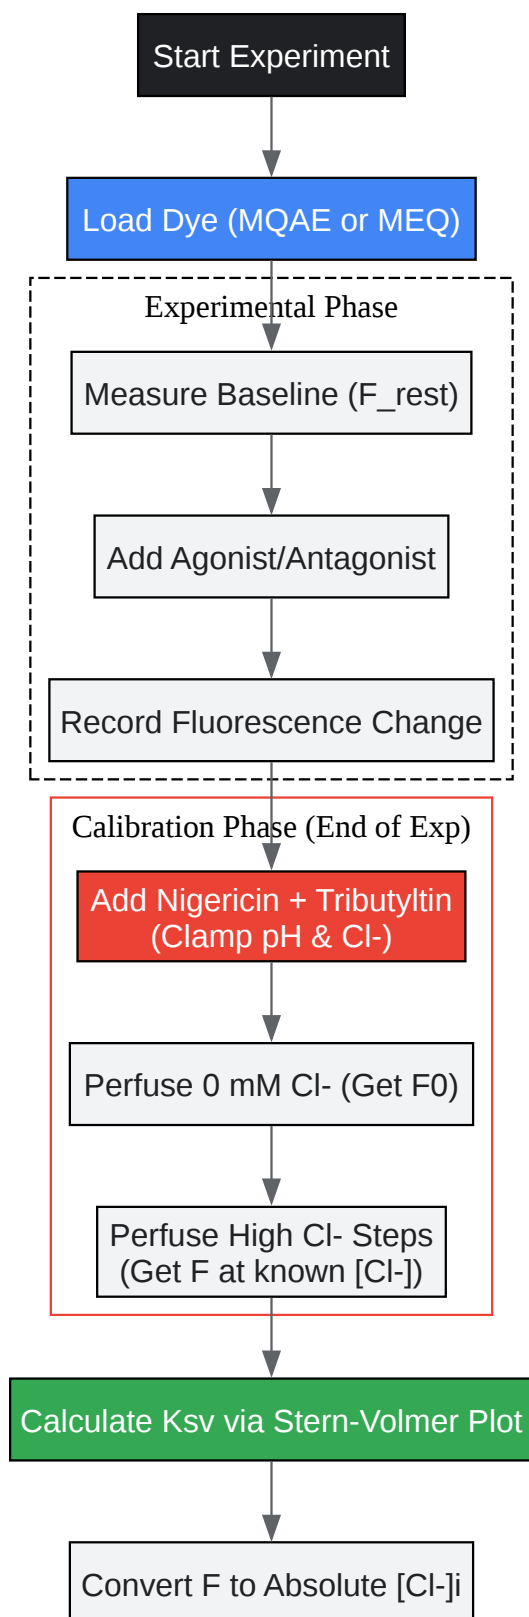 Start Experiment
Load Dye (MQAE or MEQ)
Experimental Phase
Measure Baseline (F_rest)
Add Agonist/Antagonist
Record Fluorescence Change
Calibration Phase (End of Exp)
Add Nigericin + Tributyltin
(Clamp pH & Cl-)
Perfuse 0 mM Cl- (Get F0)
Perfuse High Cl- Steps
(Get F at known [Cl-])
Calculate Ksv via Stern-Volmer Plot
Convert F to Absolute [Cl-]i